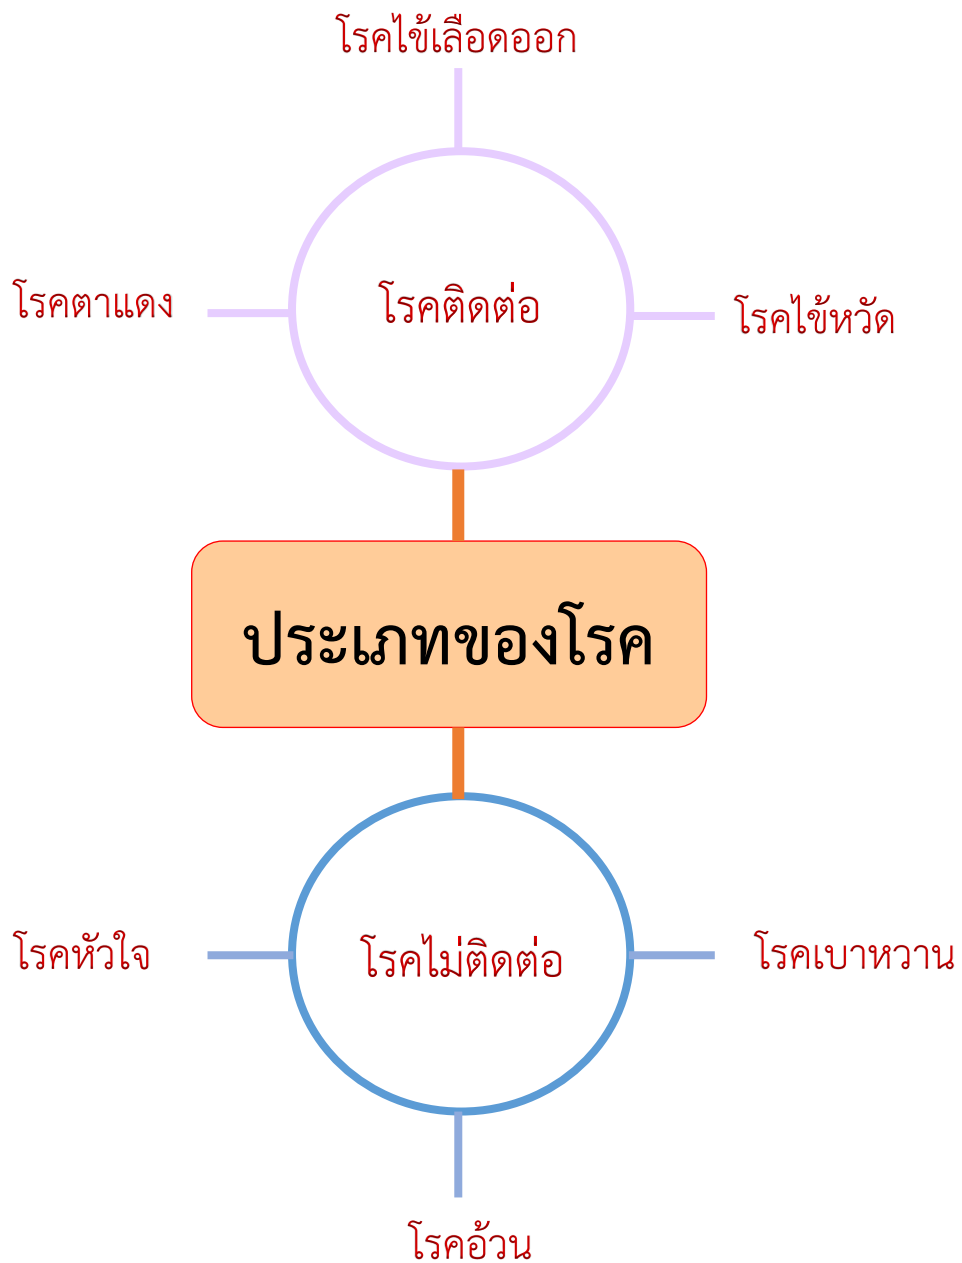 โรคไข้เลือดออก
โรคตาแดง
โรคติดต่อ
โรคไข้หวัด
ประเภทของโรค
โรคหัวใจ
โรคไม่ติดต่อ
โรคเบาหวาน
โรคอ้วน